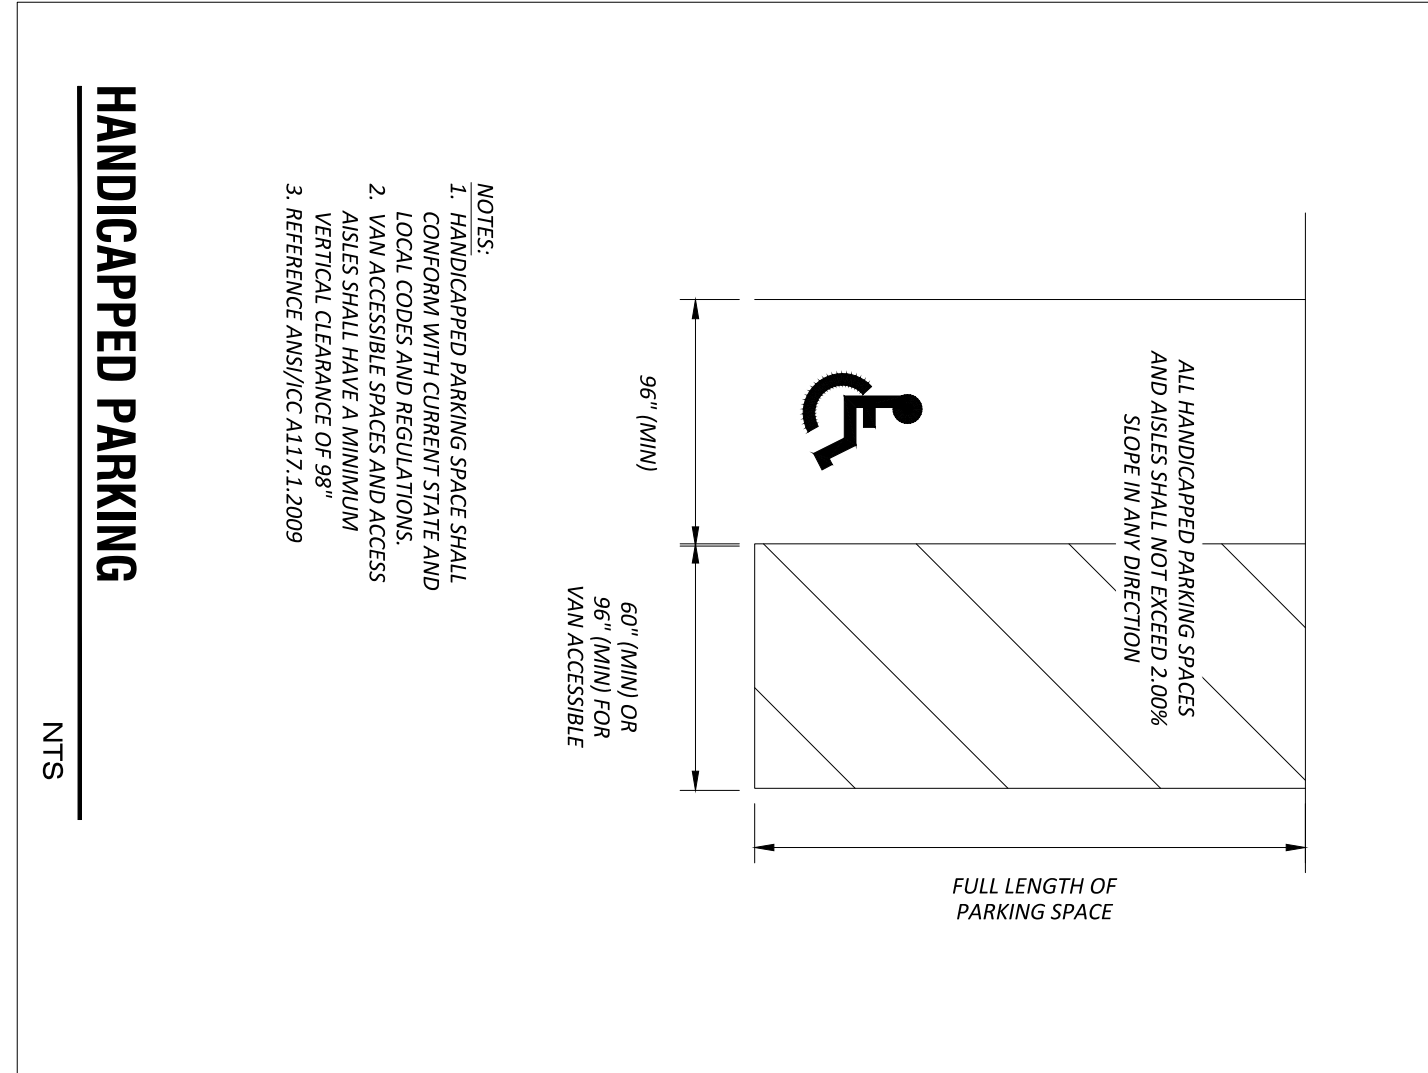 ALL HANDICAPPED PARKING SPACES
AND AISLES SHALL NOT EXCEED 2.00%
SLOPE IN ANY DIRECTION
FULL LENGTH OF
PARKING SPACE
96" (MIN)
60" (MIN) OR
96" (MIN) FOR
VAN ACCESSIBLE
NOTES:
1. HANDICAPPED PARKING SPACE SHALL
CONFORM WITH CURRENT STATE AND
LOCAL CODES AND REGULATIONS.
2. VAN ACCESSIBLE SPACES AND ACCESS
AISLES SHALL HAVE A MINIMUM
VERTICAL CLEARANCE OF 98"
3. REFERENCE ANSI/ICC A117.1.2009
HANDICAPPED PARKING
NTS